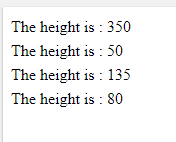 The height is : 350
The height is : 50
The height is : 135
The height is : 80